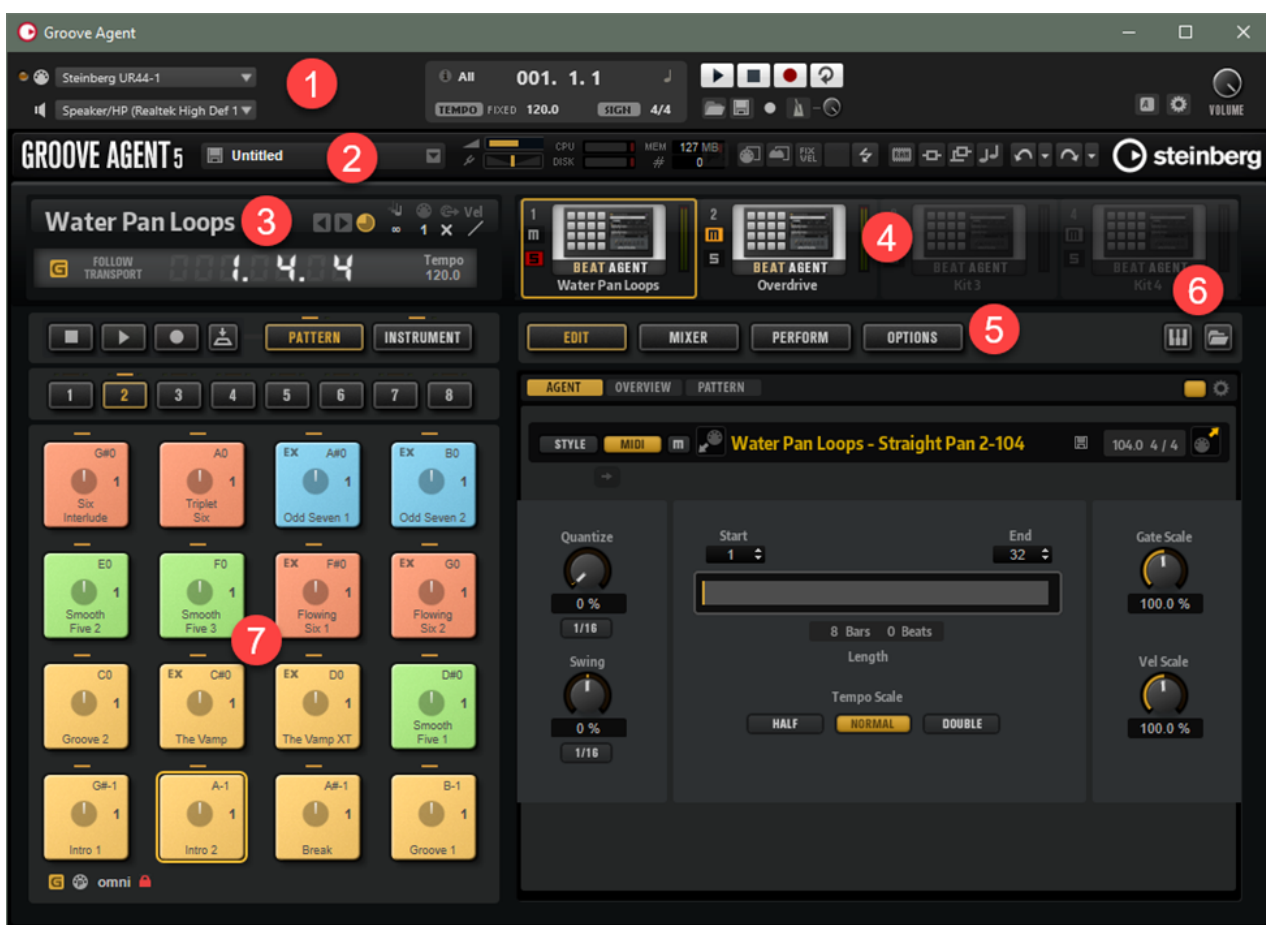 Groove Agent
Steinberg UR44-1
1
All 001. 1. 1
Speaker/HP (Realtek High Def 1
TEMPO FIXED 120.0 SIGN 4/4
A
VOLUME
GROOVE AGENT 5
Untitled
2
CPU
DISK
MEM 127 MB
# 0
FIX VEL
steinberg
Water Pan Loops
3
Vel
∞ 1 X
G FOLLOW TRANSPORT
1. 4. 4
Tempo
120.0
1 m S
BEAT AGENT
Water Pan Loops
2 m S
BEAT AGENT
Overdrive
4
BEAT AGENT
Kit 3
4 m S
BEAT AGENT
Kit 4
6
PATTERN INSTRUMENT
EDIT MIXER PERFORM OPTIONS
5
1 2 3 4 5 6 7 8
AGENT OVERVIEW PATTERN
STYLE MIDI m Water Pan Loops - Straight Pan 2-104 104.0 4 / 4
G#0 1 Six Interlude
A0 1 Triplet Six
EX A#0 1 Odd Seven 1
EX B0 1 Odd Seven 2
E0 1 Smooth Five 2
F0 1 Smooth Five 3
EX F#0 1 Flowing Six 1
EX G0 1 Flowing Six 2
7
C0 1 Groove 2
EX C#0 1 The Vamp
EX D0 1 The Vamp XT
D#0 1 Smooth Five 1
G#-1 1 Intro 1
A-1 1 Intro 2
A#-1 1 Break
B-1 1 Groove 1
G omni
Quantize
0 %
1/16
Swing
0 %
1/16
Start
1
End
32
8 Bars 0 Beats
Length
Tempo Scale
HALF NORMAL DOUBLE
Gate Scale
100.0 %
Vel Scale
100.0 %